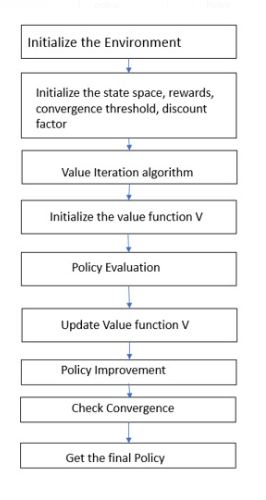 Initialize the Environment
Initialize the state space, rewards,
convergence threshold, discount
factor
Value Iteration algorithm
Initialize the value function V
Policy Evaluation
Update Value function V
Policy Improvement
Check Convergence
Get the final Policy